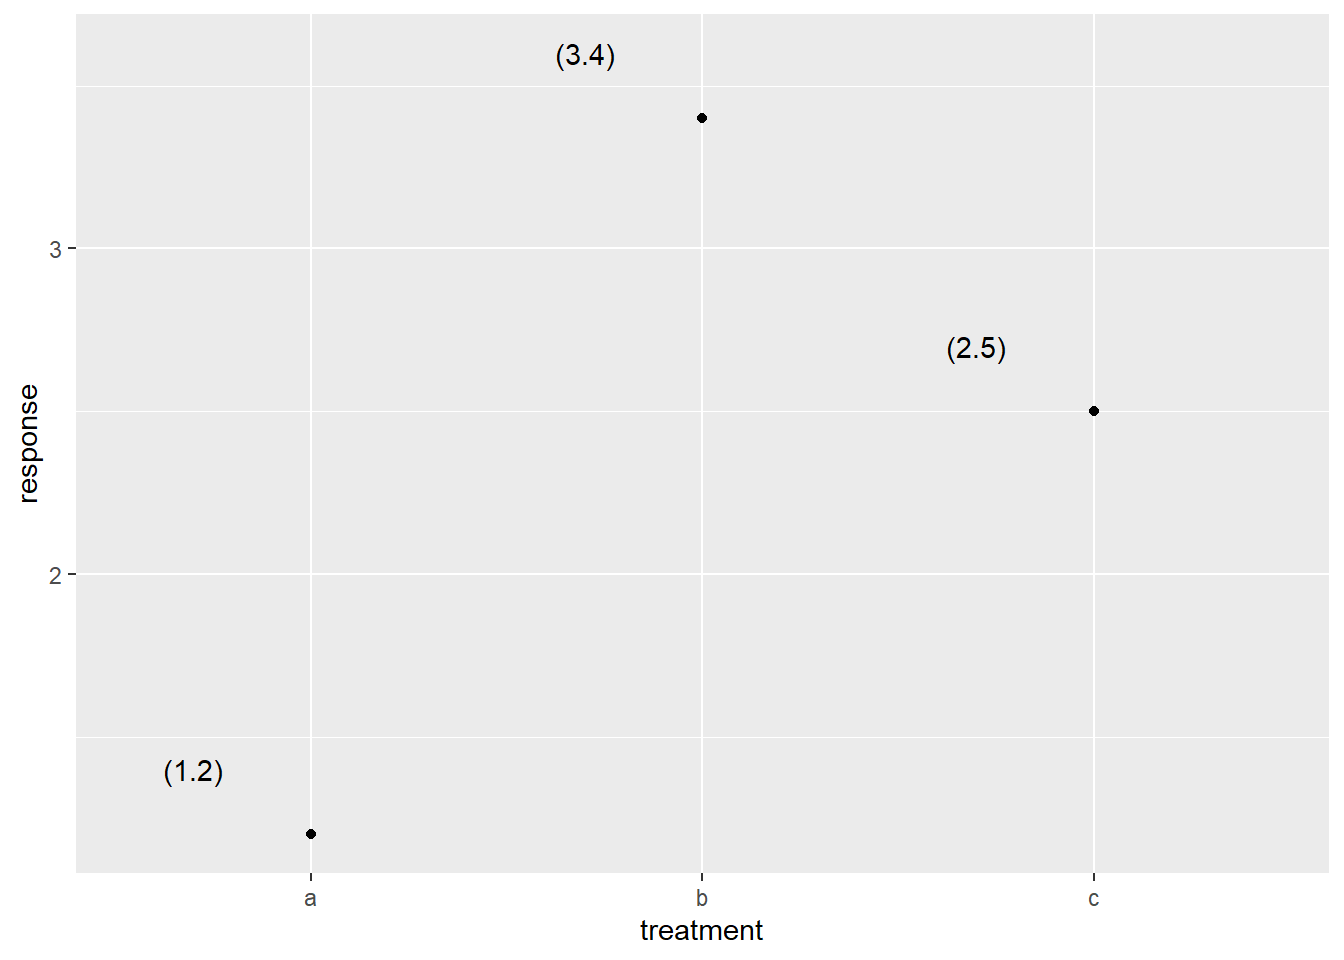 (3.4)
3
(2.5)
response
2
(1.2)
a b c
treatment